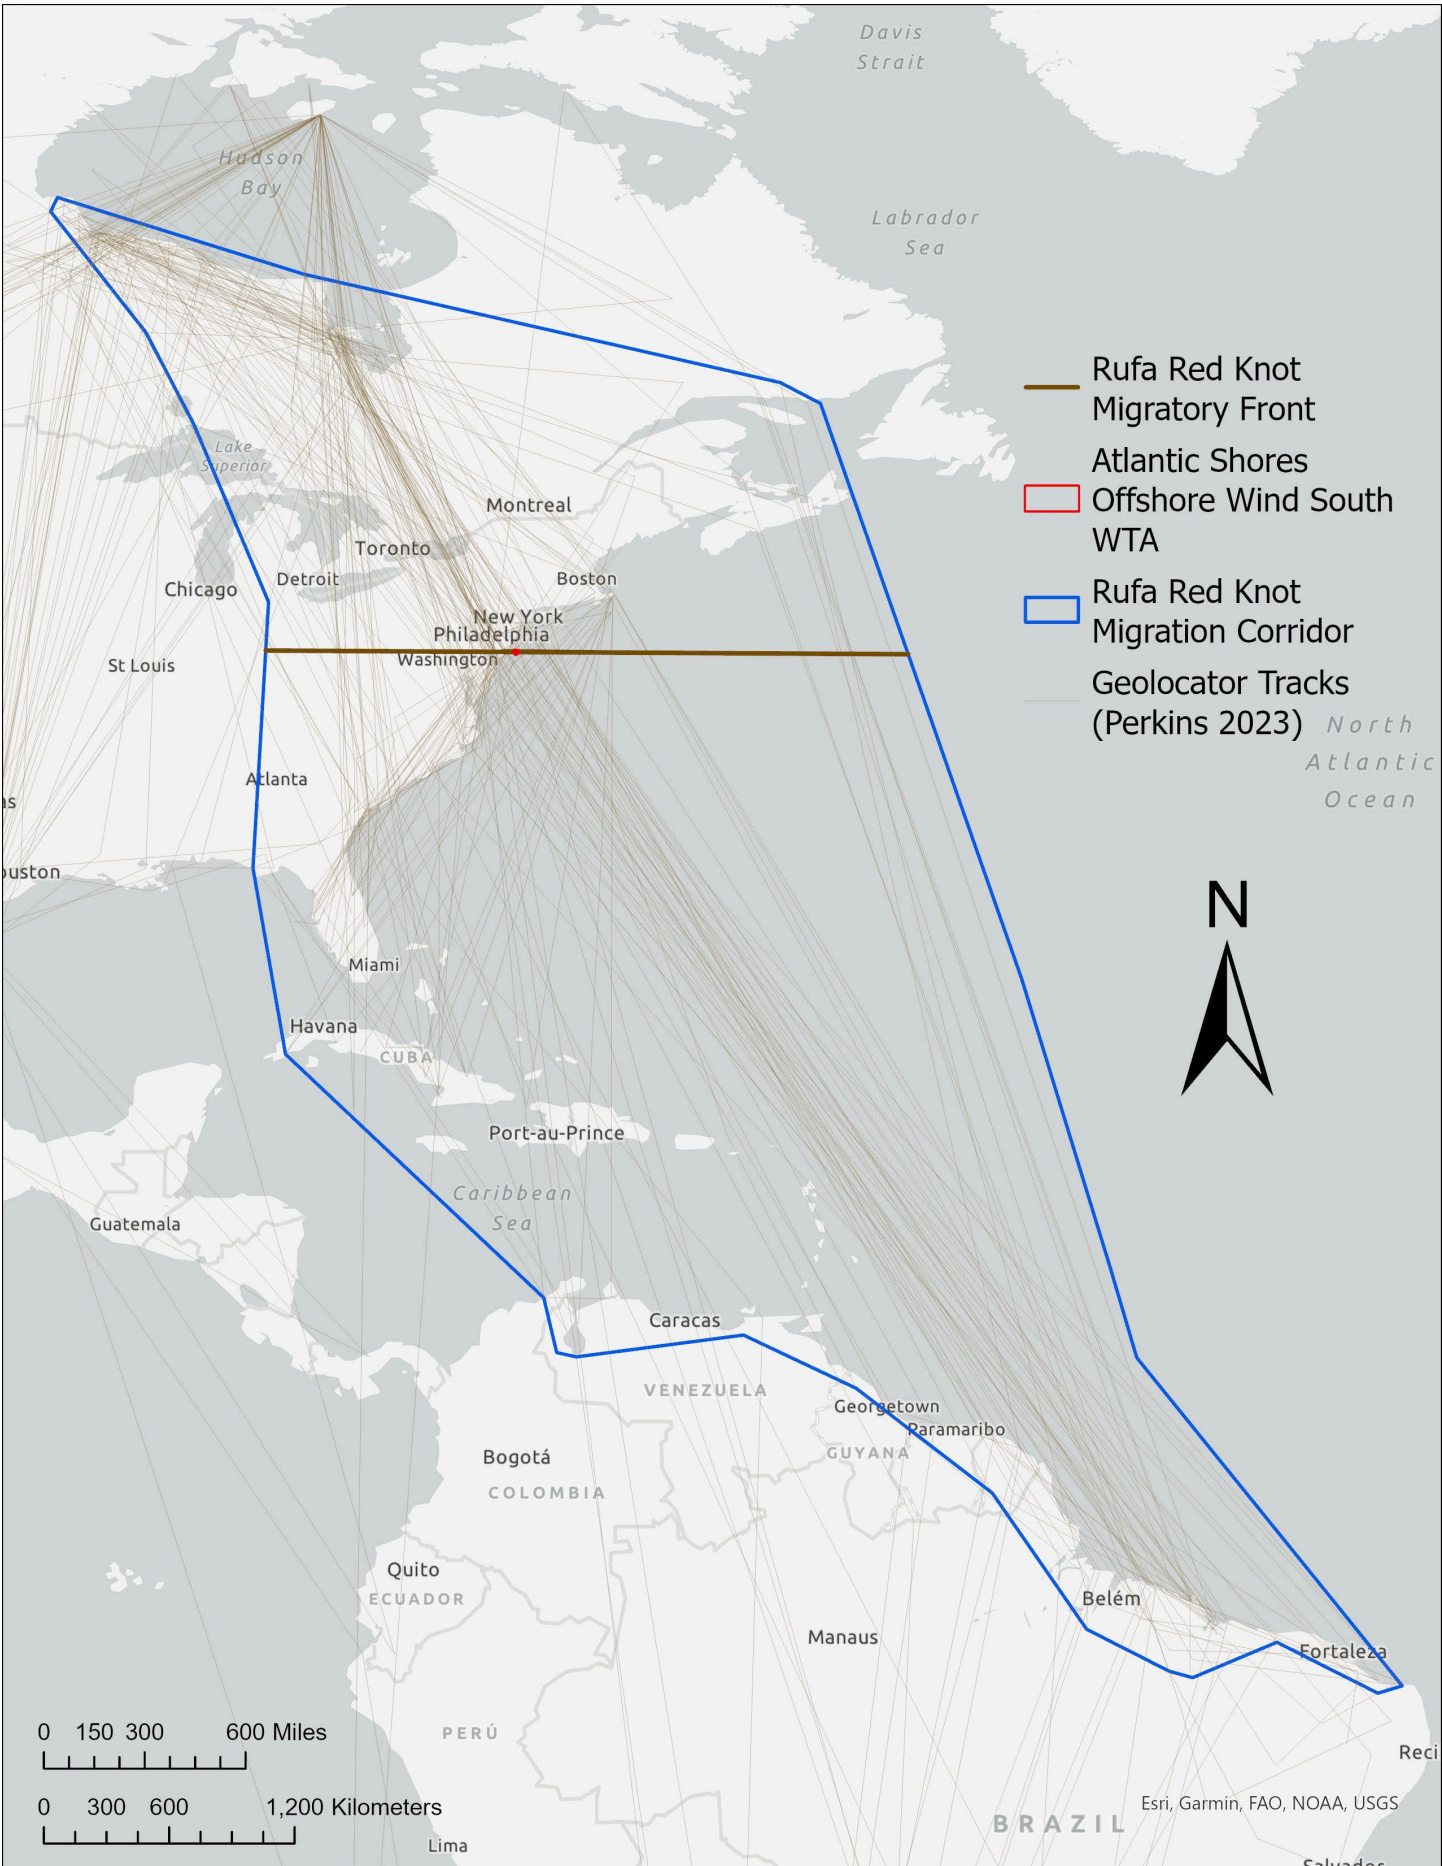 Davis
Strait
Hudson
Bay
Labrador
Sea
Rufa Red Knot
Migratory Front
Lake
Superior
Atlantic Shores
Offshore Wind South
WTA
Montreal
Toronto
Detroit
Boston
Chicago
Rufa Red Knot
Migration Corridor
New York
Philadelphia
Washington
St Louis
Geolocator Tracks
(Perkins 2023)
North
Atlantic
Ocean
Atlanta
as
ouston
N
Miami
Havana
CUBA
Port-au-Prince
Caribbean
Sea
Guatemala
Caracas
VENEZUELA
Georgetown
Paramaribo
GUYANA
Bogotá
COLOMBIA
Quito
ECUADOR
Belém
Manaus
Fortaleza
PERÚ
0 150 300 600 Miles
Reci
0 300 600 1,200 Kilometers
Esri, Garmin, FAO, NOAA, USGS
BRAZIL
Lima